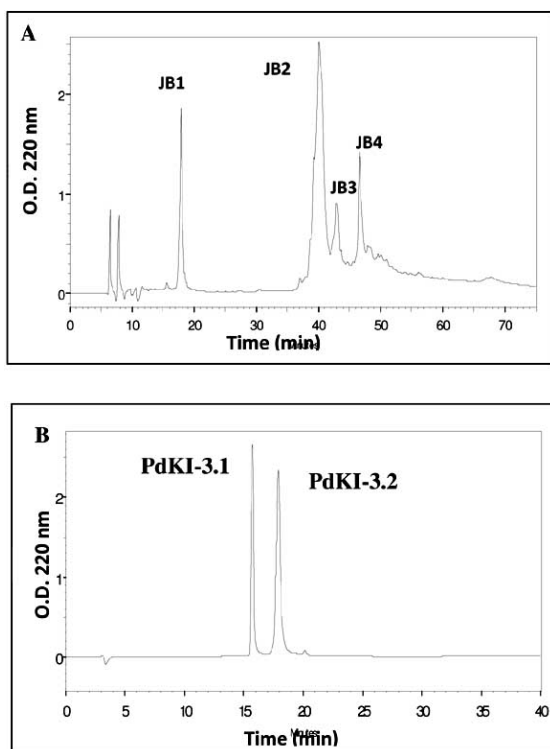 A
JB1
JB2
JB3
JB4
O.D. 220 nm
2
1
0
0 10 20 30 40 50 60 70
Time (min)
Minutes
B
PdKI-3.1
PdKI-3.2
O.D. 220 nm
2
1
0
0 5 10 15 20 25 30 35 40
Time (min)
Minutes